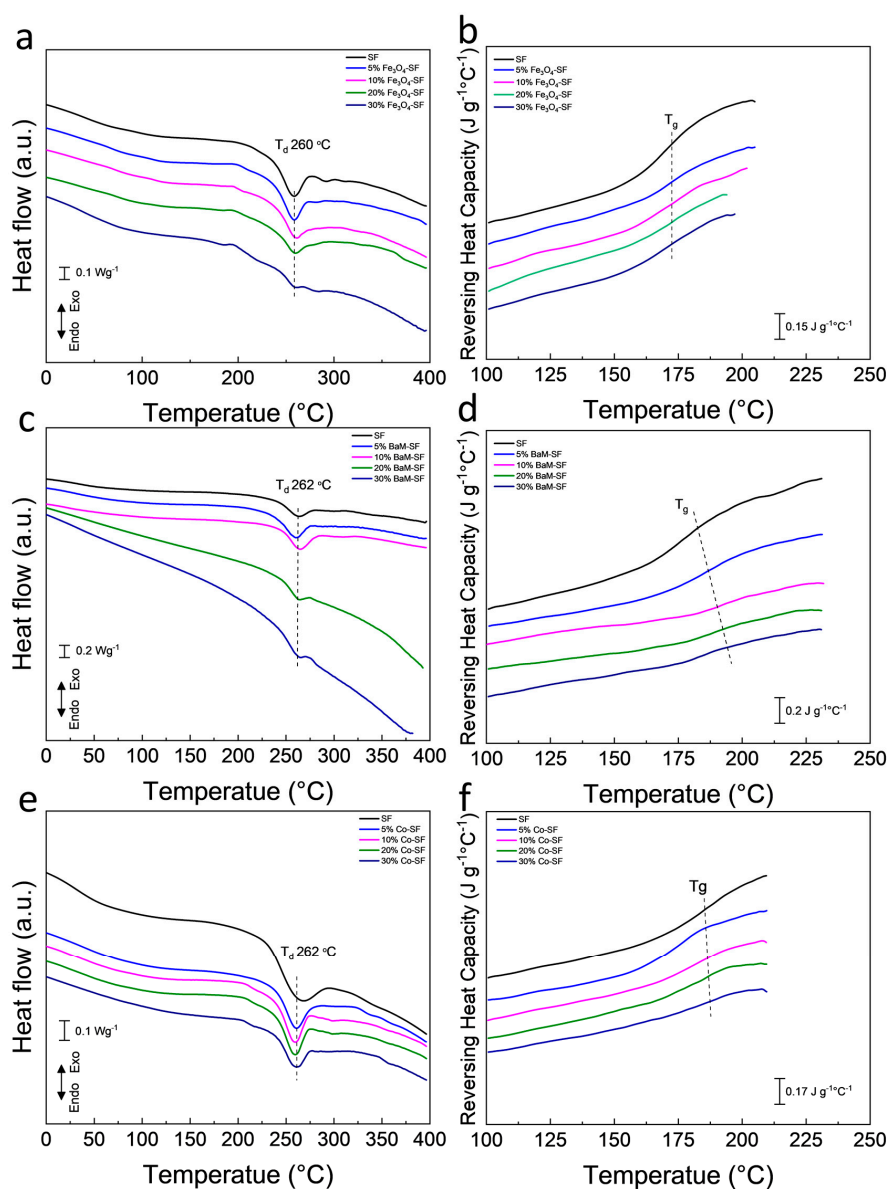 a
SF
5% Fe₃O₄-SF
10% Fe₃O₄-SF
20% Fe₃O₄-SF
30% Fe₃O₄-SF
T_d 260 °C
Heat flow (a.u.)
0.1 Wg⁻¹
Endo Exo
0 50 100 150 200 250 300 350 400
Temperatue (°C)
b
SF
5% Fe₃O₄-SF
10% Fe₃O₄-SF
20% Fe₃O₄-SF
30% Fe₃O₄-SF
T_g
Reversing Heat Capacity (J g⁻¹°C⁻¹)
0.15 J g⁻¹°C⁻¹
100 125 150 175 200 225 250
Temperatue (°C)
c
SF
5% BaM-SF
10% BaM-SF
20% BaM-SF
30% BaM-SF
T_d 262 °C
Heat flow (a.u.)
0.2 Wg⁻¹
Endo Exo
0 50 100 150 200 250 300 350 400
Temperatue (°C)
d
SF
5% BaM-SF
10% BaM-SF
20% BaM-SF
30% BaM-SF
T_g
Reversing Heat Capacity (J g⁻¹°C⁻¹)
0.2 J g⁻¹°C⁻¹
100 125 150 175 200 225 250
Temperatue (°C)
e
SF
5% Co-SF
10% Co-SF
20% Co-SF
30% Co-SF
T_d 262 °C
Heat flow (a.u.)
0.1 Wg⁻¹
Endo Exo
0 50 100 150 200 250 300 350 400
Temperatue (°C)
f
SF
5% Co-SF
10% Co-SF
20% Co-SF
30% Co-SF
Tg
Reversing Heat Capacity (J g⁻¹°C⁻¹)
0.17 J g⁻¹°C⁻¹
100 125 150 175 200 225 250
Temperatue (°C)